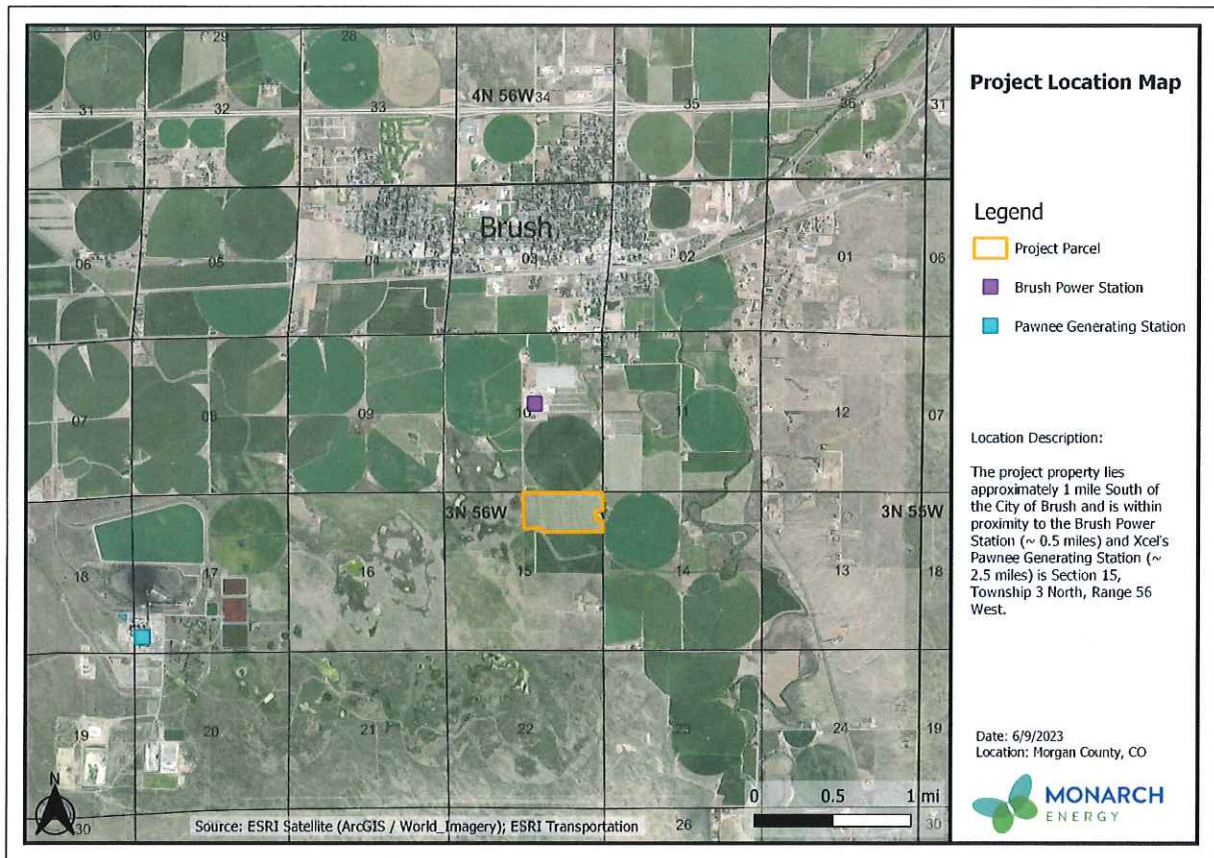 30
29
28
31
32
33
4N 56W
34
35
36
31
Brush
06
05
04
03
02
01
06
07
08
09
10
11
12
07
3N 56W
3N 55W
18
17
16
15
14
13
18
19
20
21
22
23
24
19
30
26
30
N
0 0.5 1 mi
Source: ESRI Satellite (ArcGIS / World_Imagery); ESRI Transportation
Project Location Map
Legend
Project Parcel
Brush Power Station
Pawnee Generating Station
Location Description:
The project property lies
approximately 1 mile South of
the City of Brush and is within
proximity to the Brush Power
Station (~ 0.5 miles) and Xcel's
Pawnee Generating Station (~
2.5 miles) is Section 15,
Township 3 North, Range 56
West.
Date: 6/9/2023
Location: Morgan County, CO
MONARCH
ENERGY